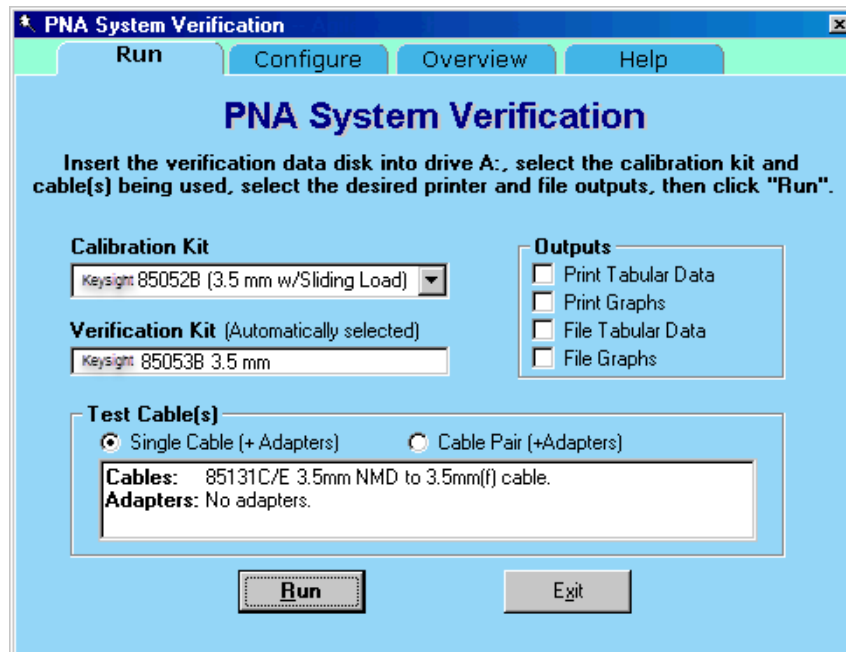 PNA System Verification
Run Configure Overview Help
PNA System Verification
Insert the verification data disk into drive A:, select the calibration kit and
cable(s) being used, select the desired printer and file outputs, then click "Run".
Calibration Kit
Keysight 85052B (3.5 mm w/Sliding Load)
Verification Kit (Automatically selected)
Keysight 85053B 3.5 mm
Outputs
Print Tabular Data
Print Graphs
File Tabular Data
File Graphs
Test Cable(s)
Single Cable (+ Adapters) Cable Pair (+Adapters)
Cables: 85131C/E 3.5mm NMD to 3.5mm(f) cable.
Adapters: No adapters.
Run Exit